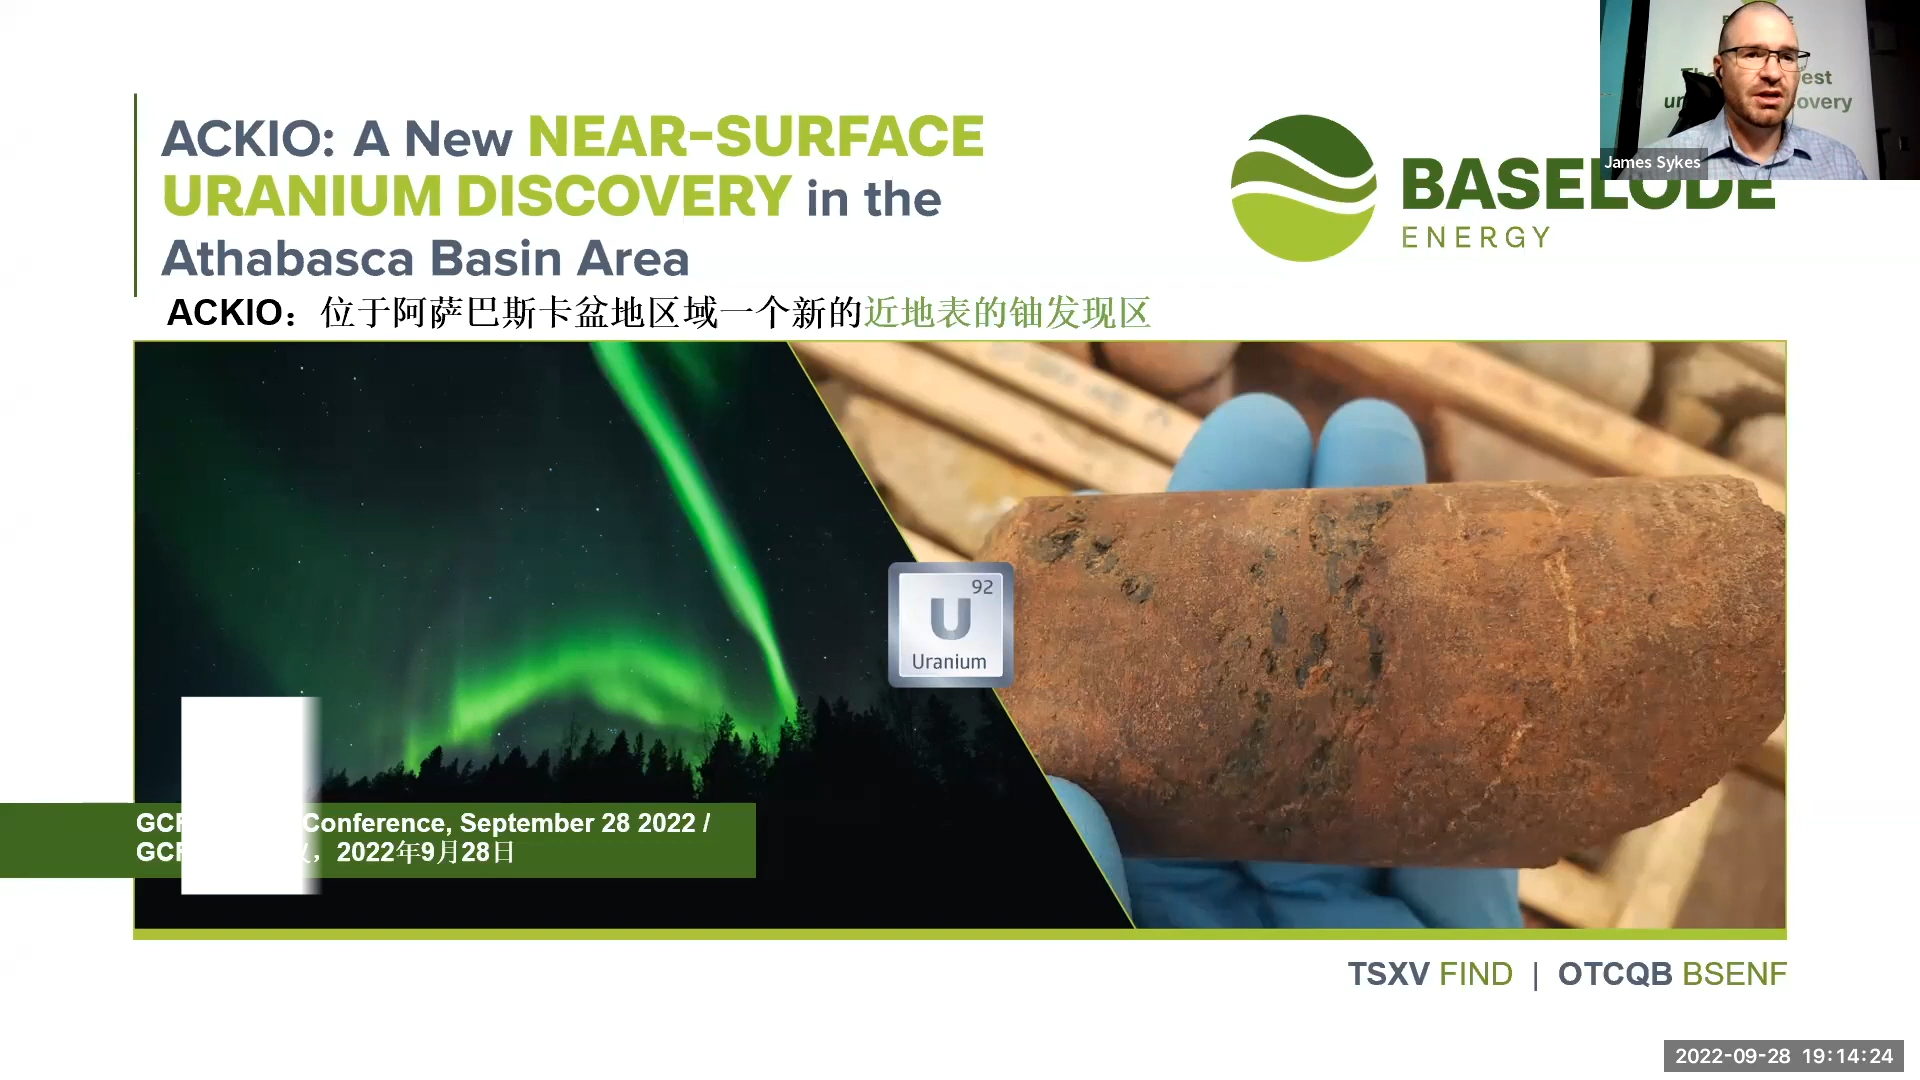 ACKIO: A New NEAR-SURFACE
URANIUM DISCOVERY in the
Athabasca Basin Area
ACKIO：位于阿萨巴斯卡盆地区域一个新的近地表的铀发现区
BASELODE
ENERGY
James Sykes
92
U
Uranium
Conference, September 28 2022 /
2022年9月28日
TSXV FIND | OTCQB BSENF
2022-09-28 19:14:24